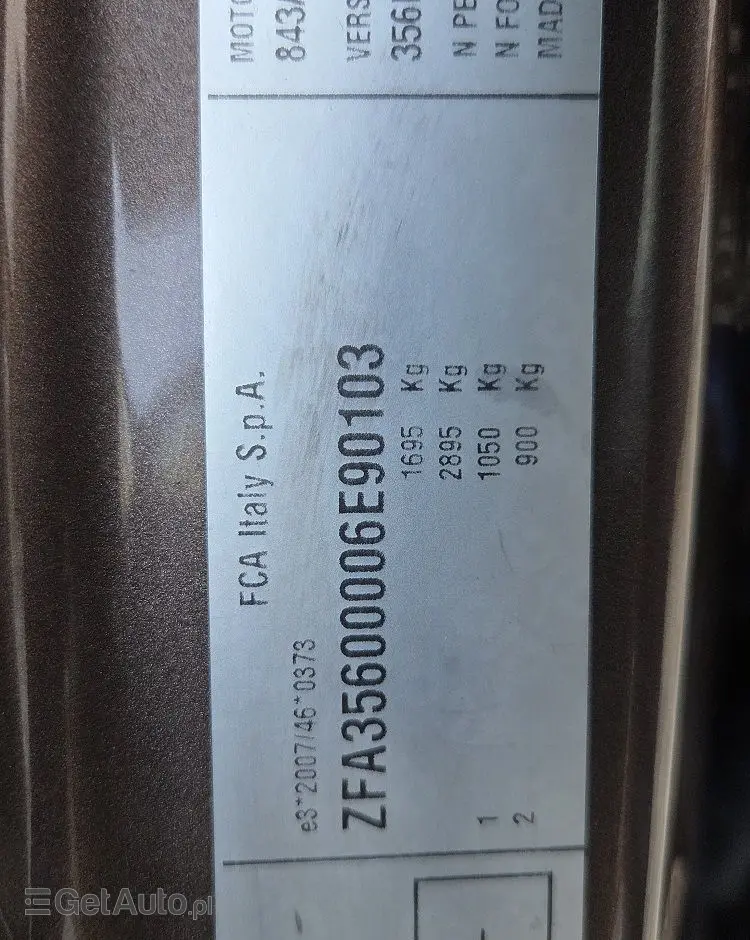 FCA Italy S.p.A.
e3*2007/46*0373
ZFA35600006E90103
1695 Kg
2895 Kg
1 1050 Kg
2 900 Kg
MOTO
843A
VERS
356
N PE
N FO
MAD
GetAuto.pl